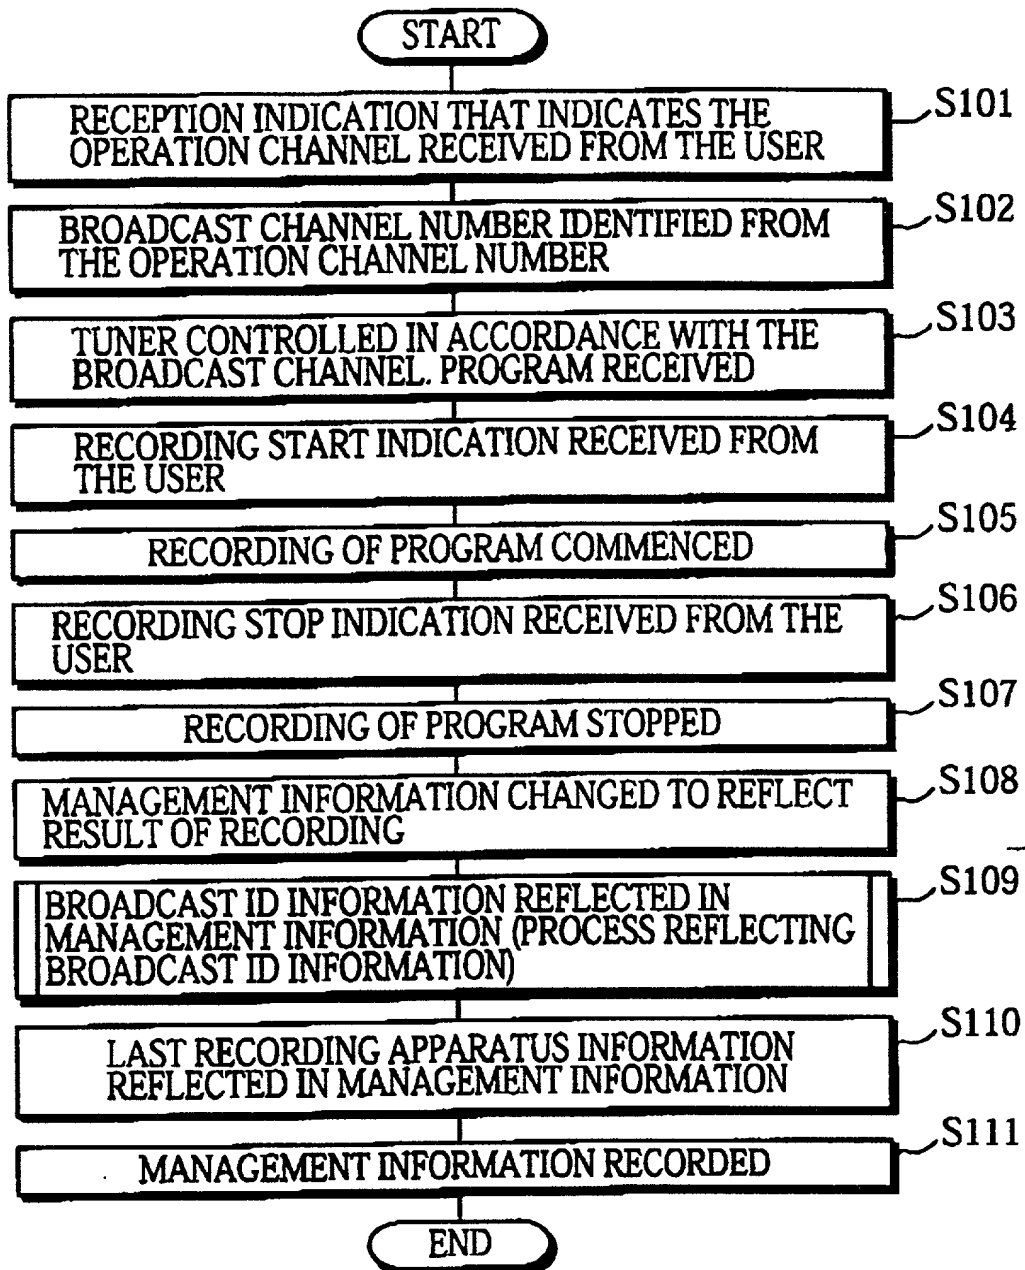 START
RECEPTION INDICATION THAT INDICATES THE
OPERATION CHANNEL RECEIVED FROM THE USER
S101
BROADCAST CHANNEL NUMBER IDENTIFIED FROM
THE OPERATION CHANNEL NUMBER
S102
TUNER CONTROLLED IN ACCORDANCE WITH THE
BROADCAST CHANNEL. PROGRAM RECEIVED
S103
RECORDING START INDICATION RECEIVED FROM
THE USER
S104
RECORDING OF PROGRAM COMMENCED
S105
RECORDING STOP INDICATION RECEIVED FROM THE
USER
S106
RECORDING OF PROGRAM STOPPED
S107
MANAGEMENT INFORMATION CHANGED TO REFLECT
RESULT OF RECORDING
S108
BROADCAST ID INFORMATION REFLECTED IN
MANAGEMENT INFORMATION (PROCESS REFLECTING
BROADCAST ID INFORMATION)
S109
LAST RECORDING APPARATUS INFORMATION
REFLECTED IN MANAGEMENT INFORMATION
S110
MANAGEMENT INFORMATION RECORDED
S111
END